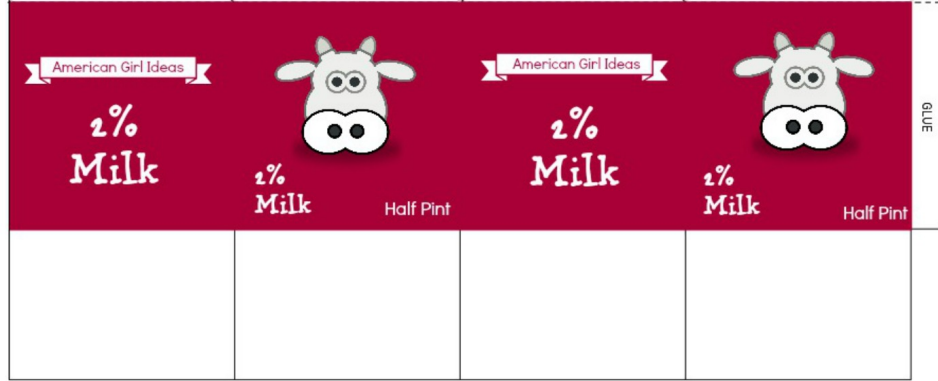 American Girl Ideas
2%
Milk
2%
Milk
Half Pint
American Girl Ideas
2%
Milk
2%
Milk
Half Pint
GLUE